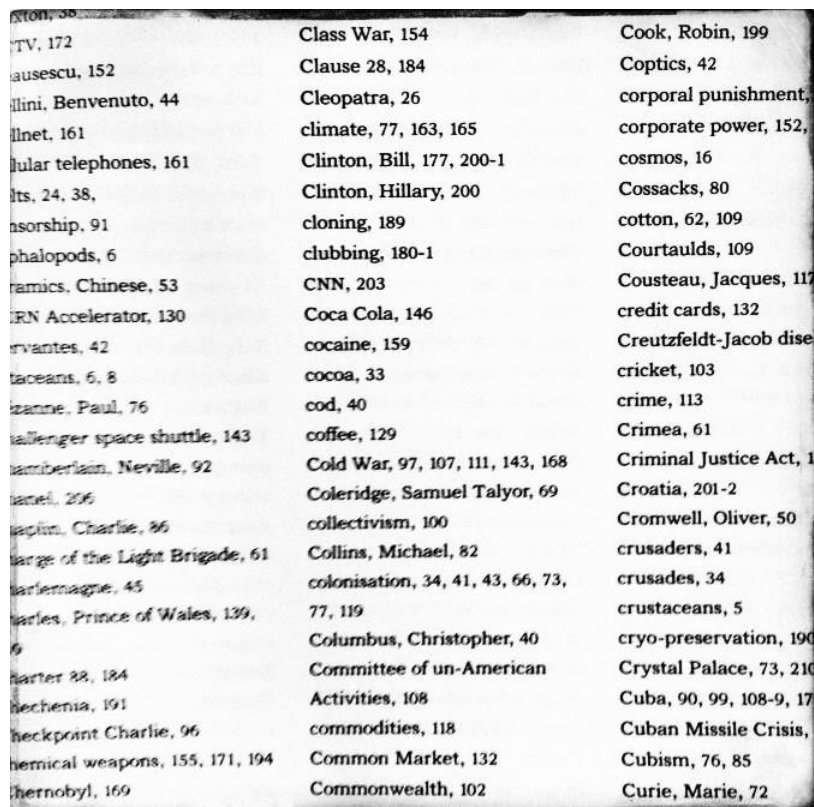 xton, 38
TV, 172
ausescu, 152
llini, Benvenuto, 44
llnet, 161
lular telephones, 161
lts, 24, 38,
nsorship, 91
phalopods, 6
ramics, Chinese, 53
RN Accelerator, 130
rvantes, 42
taceans, 6, 8
zanne, Paul, 76
allenger space shuttle, 143
amberlain, Neville, 92
anel, 206
aplin, Charlie, 86
arge of the Light Brigade, 61
arlemagne, 45
arles, Prince of Wales, 139,
9
arter 88, 184
echenia, 191
heckpoint Charlie, 96
hemical weapons, 155, 171, 194
hernobyl, 169
Class War, 154
Clause 28, 184
Cleopatra, 26
climate, 77, 163, 165
Clinton, Bill, 177, 200-1
Clinton, Hillary, 200
cloning, 189
clubbing, 180-1
CNN, 203
Coca Cola, 146
cocaine, 159
cocoa, 33
cod, 40
coffee, 129
Cold War, 97, 107, 111, 143, 168
Coleridge, Samuel Talyor, 69
collectivism, 100
Collins, Michael, 82
colonisation, 34, 41, 43, 66, 73,
77, 119
Columbus, Christopher, 40
Committee of un-American
Activities, 108
commodities, 118
Common Market, 132
Commonwealth, 102
Cook, Robin, 199
Coptics, 42
corporal punishment,
corporate power, 152,
cosmos, 16
Cossacks, 80
cotton, 62, 109
Courtaulds, 109
Cousteau, Jacques, 117
credit cards, 132
Creutzfeldt-Jacob dise
cricket, 103
crime, 113
Crimea, 61
Criminal Justice Act, 1
Croatia, 201-2
Cromwell, Oliver, 50
crusaders, 41
crusades, 34
crustaceans, 5
cryo-preservation, 190
Crystal Palace, 73, 210
Cuba, 90, 99, 108-9, 17
Cuban Missile Crisis,
Cubism, 76, 85
Curie, Marie, 72